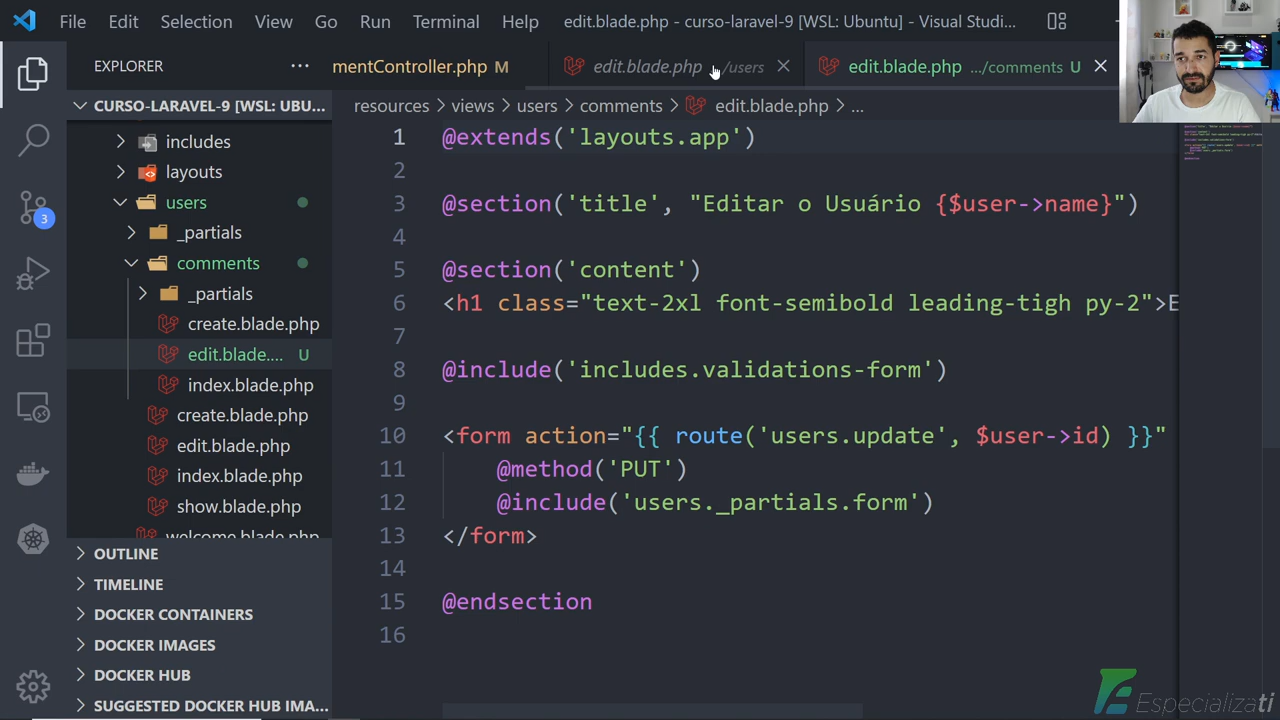 File Edit Selection View Go Run Terminal Help edit.blade.php - curso-laravel-9 [WSL: Ubuntu] - Visual Studi...
EXPLORER ... mentController.php M edit.blade.php /users edit.blade.php .../comments U
CURSO-LARAVEL-9 [WSL: UBU... resources > views > users > comments > edit.blade.php > ...
includes
layouts
users
_partials
comments
_partials
create.blade.php
edit.blade.... U
index.blade.php
create.blade.php
edit.blade.php
index.blade.php
show.blade.php
welcome.blade.php
OUTLINE
TIMELINE
DOCKER CONTAINERS
DOCKER IMAGES
DOCKER HUB
SUGGESTED DOCKER HUB IMA...
3
1 @extends('layouts.app')
2
3 @section('title', "Editar o Usuário {$user->name}")
4
5 @section('content')
6 <h1 class="text-2xl font-semibold leading-tigh py-2">E
7
8 @include('includes.validations-form')
9
10 <form action="{{ route('users.update', $user->id) }}"
11 @method('PUT')
12 @include('users._partials.form')
13 </form>
14
15 @endsection
16
Especializati